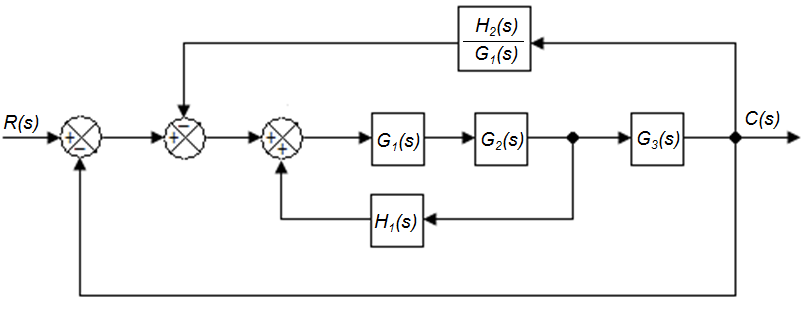 H₂(s)
G₁(s)
R(s)
+
−
−
+
+
+
G₁(s)
G₂(s)
G₃(s)
C(s)
H₁(s)